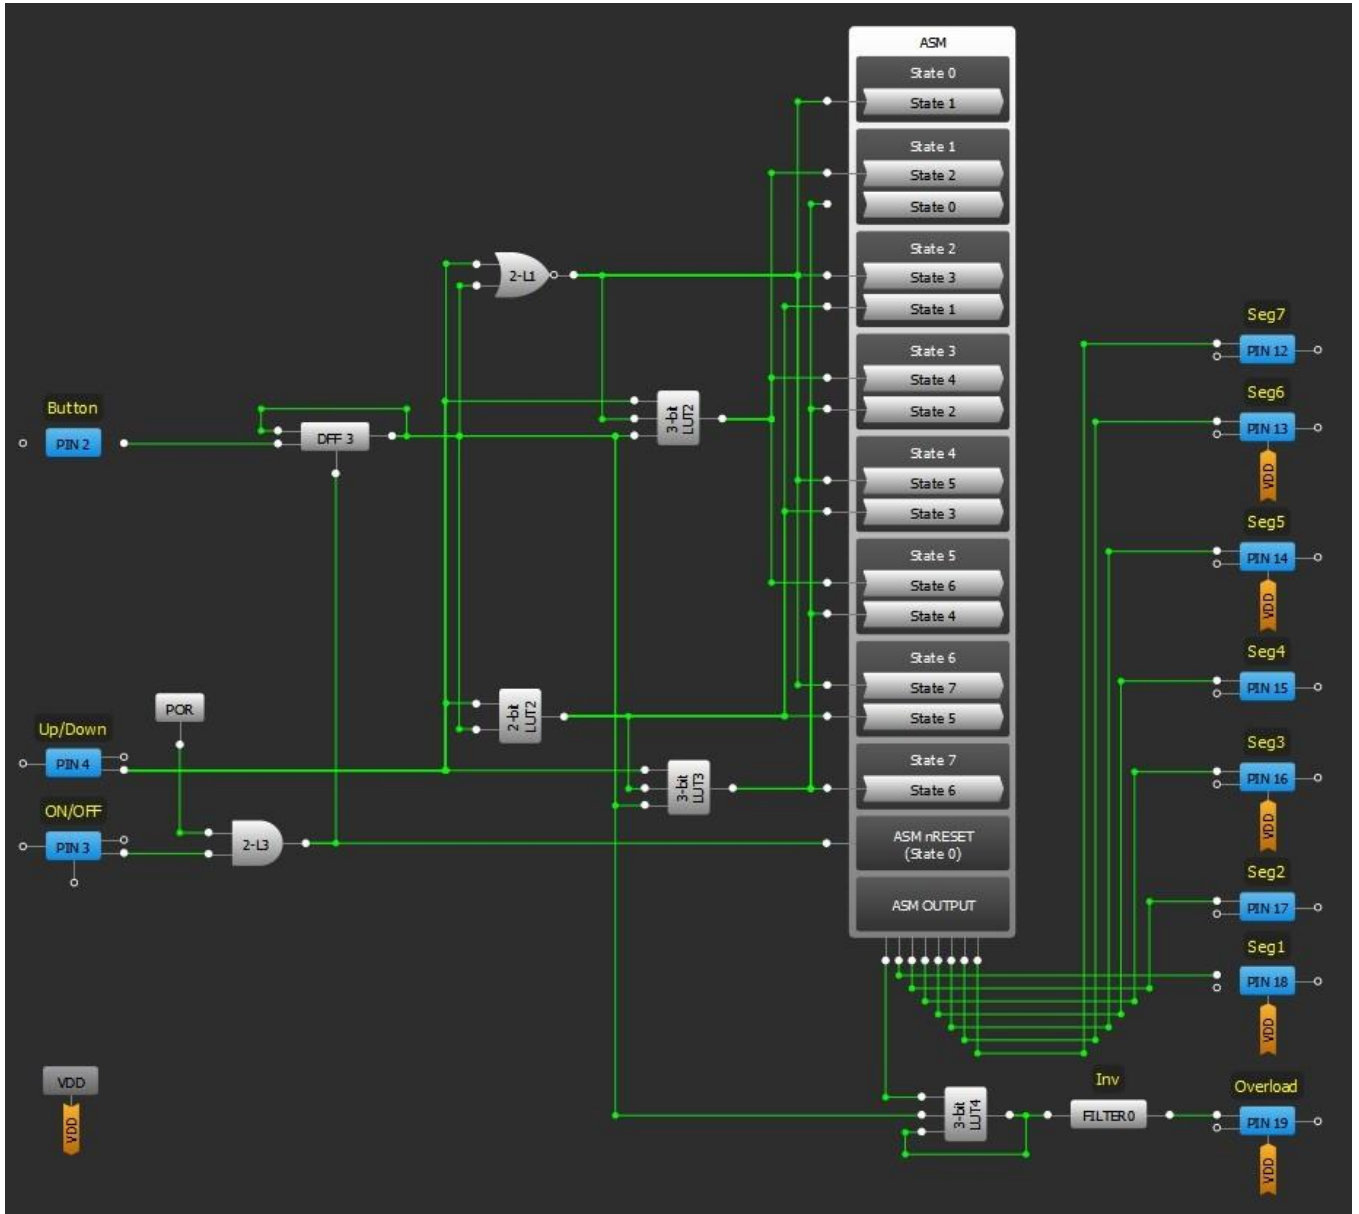 ASM
State 0
State 1
State 1
State 2
State 0
State 2
State 3
State 1
State 3
State 4
State 2
State 4
State 5
State 3
State 5
State 6
State 4
State 6
State 7
State 5
State 7
State 6
ASM nRESET
(State 0)
ASM OUTPUT
2-L1
3-bit
LUT2
Button
PIN 2
DFF 3
2-bit
LUT2
POR
Up/Down
PIN 4
3-bit
LUT3
ON/OFF
PIN 3
2-L3
Seg7
PIN 12
Seg6
PIN 13
VDD
Seg5
PIN 14
VDD
Seg4
PIN 15
Seg3
PIN 16
VDD
Seg2
PIN 17
Seg1
PIN 18
VDD
VDD
VDD
3-bit
LUT4
Inv
FILTER0
Overload
PIN 19
VDD